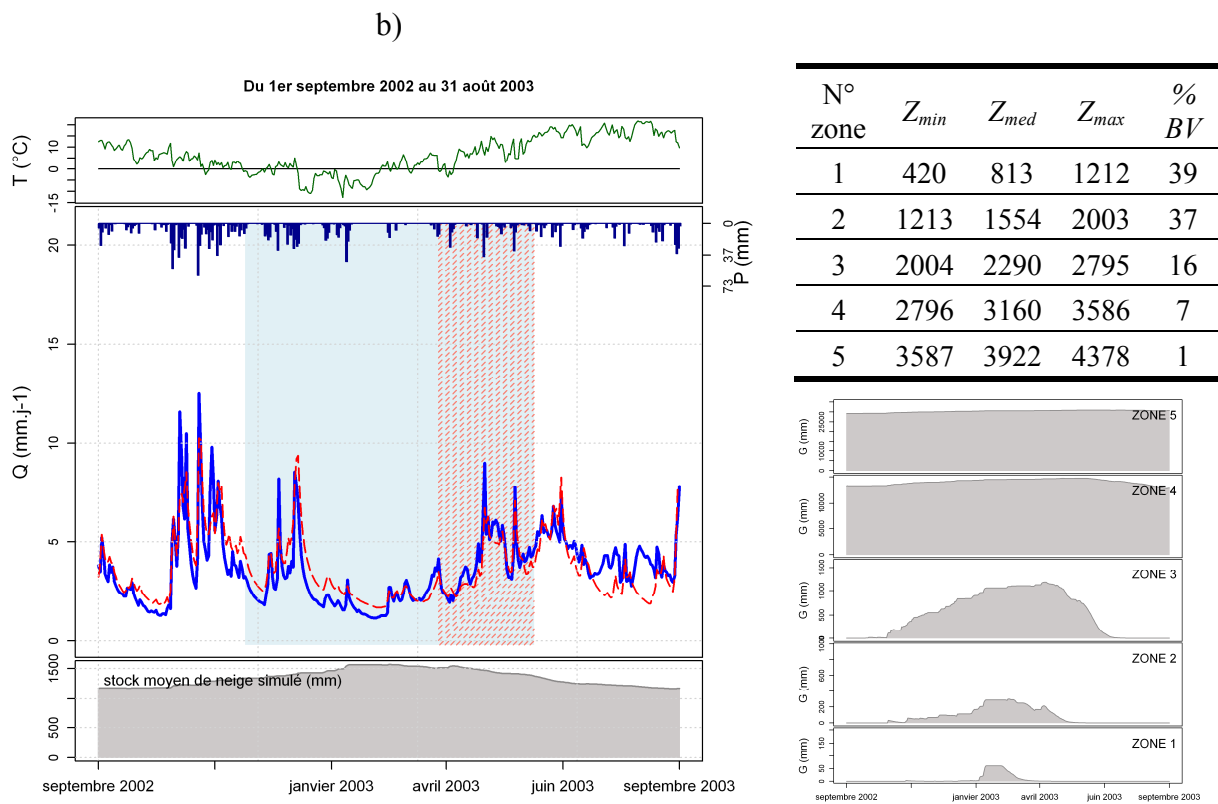 b)
Du 1er septembre 2002 au 31 août 2003
T (°C)
10
0
-15
0
37
73
P (mm)
20
15
10
5
0
Q (mm.j-1)
1500
500
0
stock moyen de neige simulé (mm)
septembre 2002
janvier 2003
avril 2003
juin 2003
septembre 2003
N° zone Zmin Zmed Zmax % BV
1 420 813 1212 39
2 1213 1554 2003 37
3 2004 2290 2795 16
4 2796 3160 3586 7
5 3587 3922 4378 1
ZONE 5
G (mm)
0 10000 25000
ZONE 4
G (mm)
0 5000 10000
ZONE 3
G (mm)
0 500 1000 1500
ZONE 2
G (mm)
0 200 600 1000
ZONE 1
G (mm)
0 50 150
septembre 2002
janvier 2003
avril 2003
juin 2003
septembre 2003